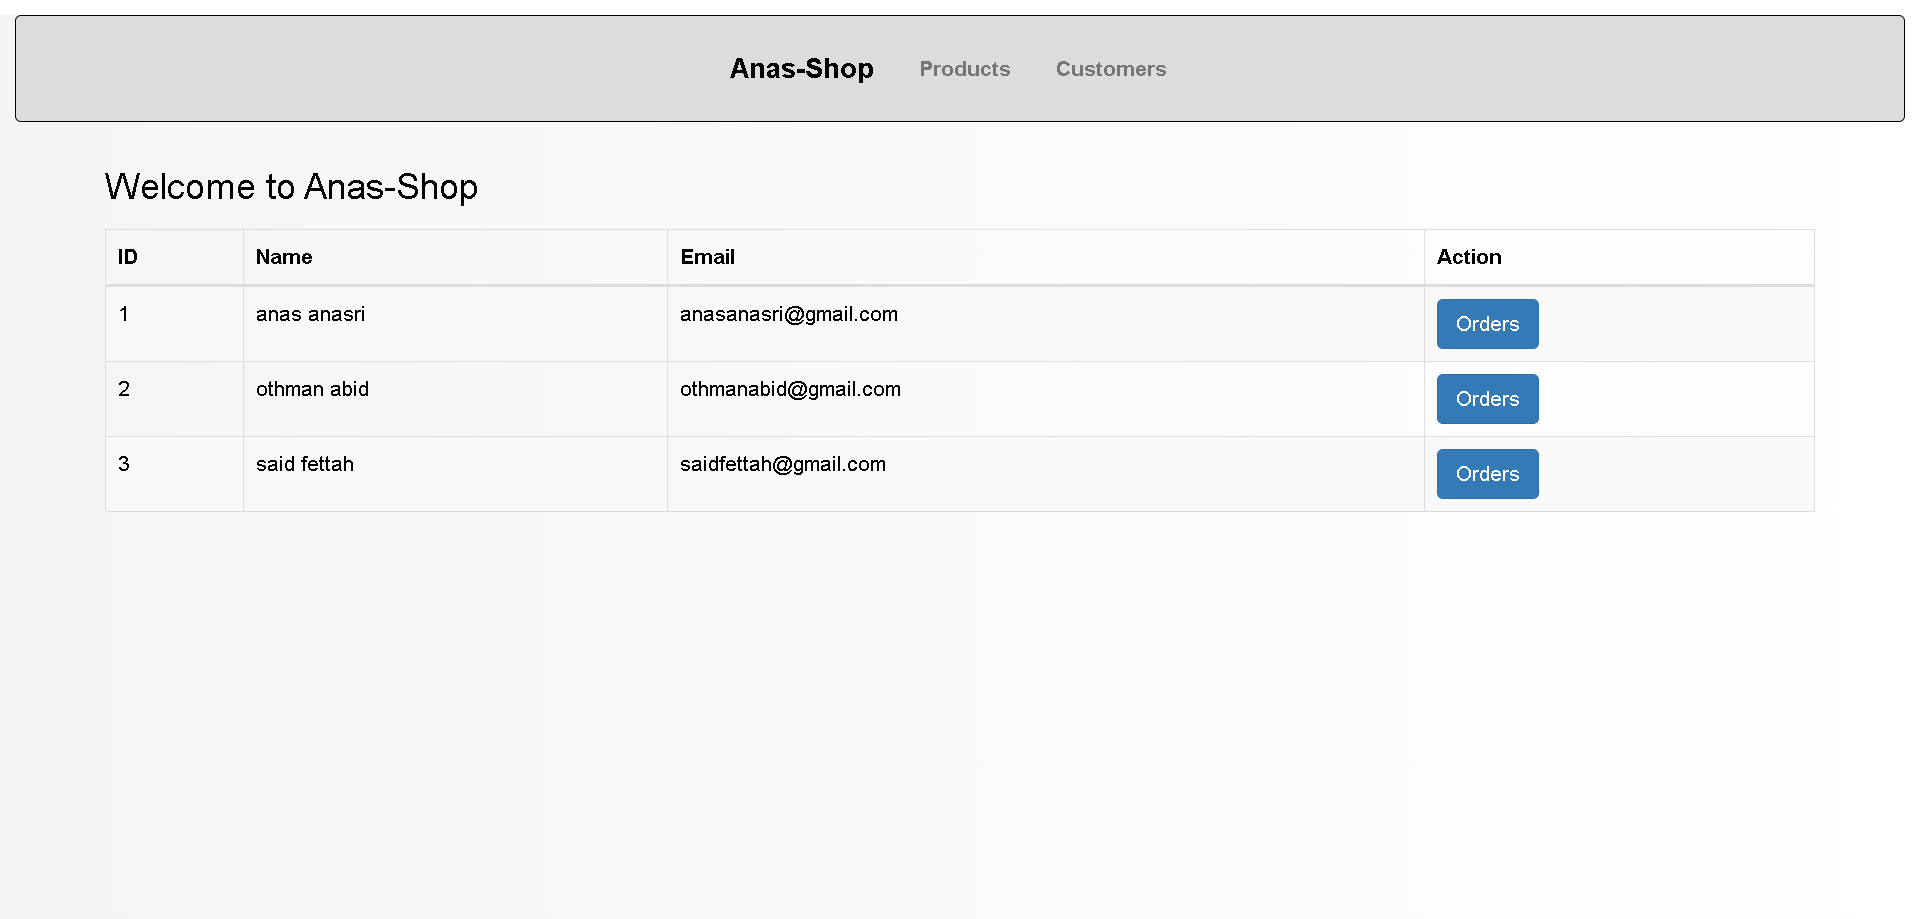 Anas-Shop Products Customers
Welcome to Anas-Shop
ID Name Email Action
1 anas anasri anasanasri@gmail.com Orders
2 othman abid othmanabid@gmail.com Orders
3 said fettah saidfettah@gmail.com Orders